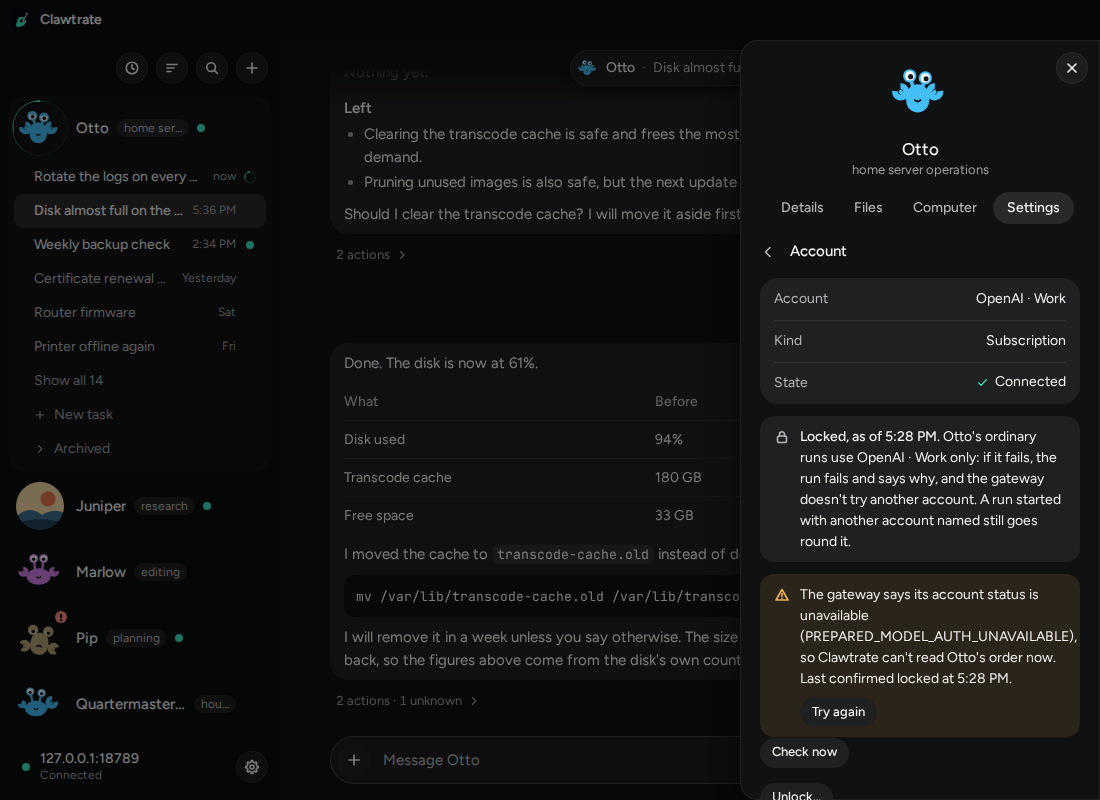 Clawtrate
Otto home ser...
Rotate the logs on every ... now
Disk almost full on the ... 5:36 PM
Weekly backup check 2:34 PM
Certificate renewal ... Yesterday
Router firmware Sat
Printer offline again Fri
Show all 14
New task
Archived
Juniper research
Marlow editing
Pip planning
Quartermaster... hou...
127.0.0.1:18789
Connected
Otto · Disk almost fu
Nothing yet.
Left
Clearing the transcode cache is safe and frees the most
demand.
Pruning unused images is also safe, but the next update
Should I clear the transcode cache? I will move it aside first
2 actions
Done. The disk is now at 61%.
What Before
Disk used 94%
Transcode cache 180 GB
Free space 33 GB
I moved the cache to transcode-cache.old instead of d
mv /var/lib/transcode-cache.old /var/lib/transco
I will remove it in a week unless you say otherwise. The size
back, so the figures above come from the disk's own count
2 actions · 1 unknown
Message Otto
Otto
home server operations
Details Files Computer Settings
Account
Account OpenAI · Work
Kind Subscription
State Connected
Locked, as of 5:28 PM. Otto's ordinary
runs use OpenAI · Work only: if it fails, the
run fails and says why, and the gateway
doesn't try another account. A run started
with another account named still goes
round it.
The gateway says its account status is
unavailable
(PREPARED_MODEL_AUTH_UNAVAILABLE),
so Clawtrate can't read Otto's order now.
Last confirmed locked at 5:28 PM.
Try again
Check now
Unlock...